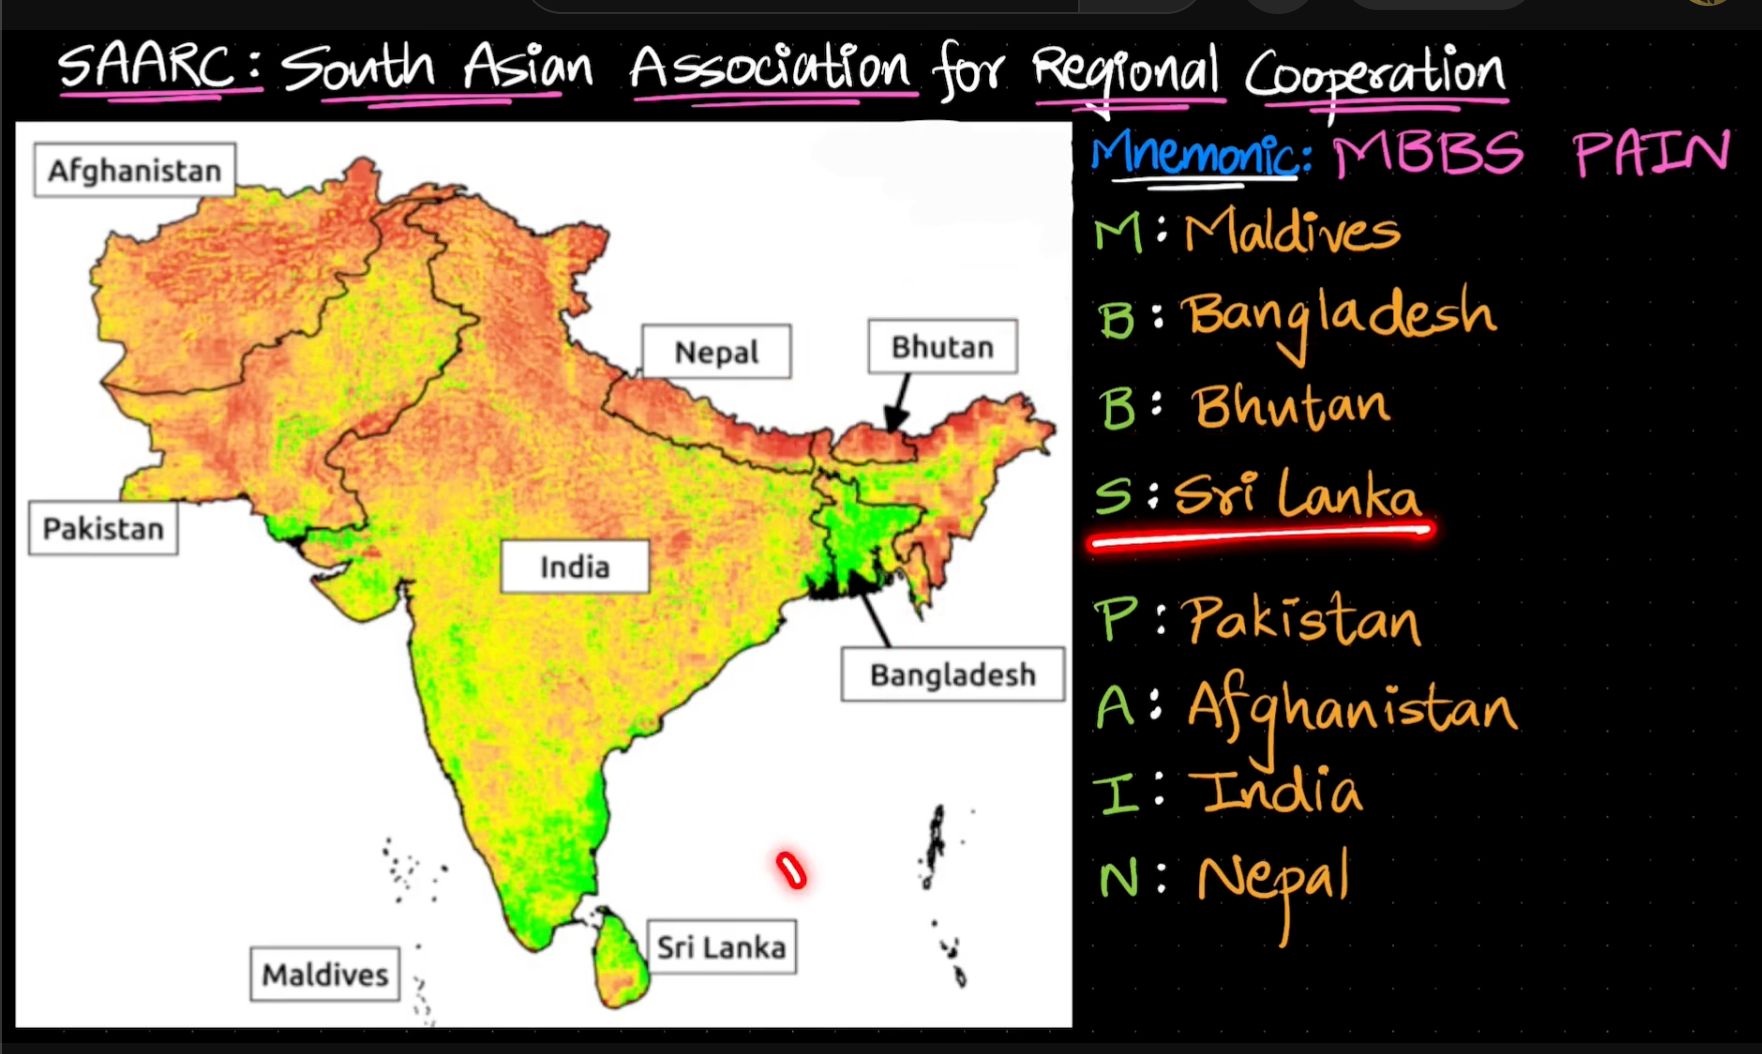 SAARC: South Asian Association for Regional Cooperation
Mnemonic: MBBS PAIN
M: Maldives
B: Bangladesh
B: Bhutan
S: Sri Lanka
P: Pakistan
A: Afghanistan
I: India
N: Nepal
Afghanistan
Nepal
Bhutan
Pakistan
India
Bangladesh
Sri Lanka
Maldives